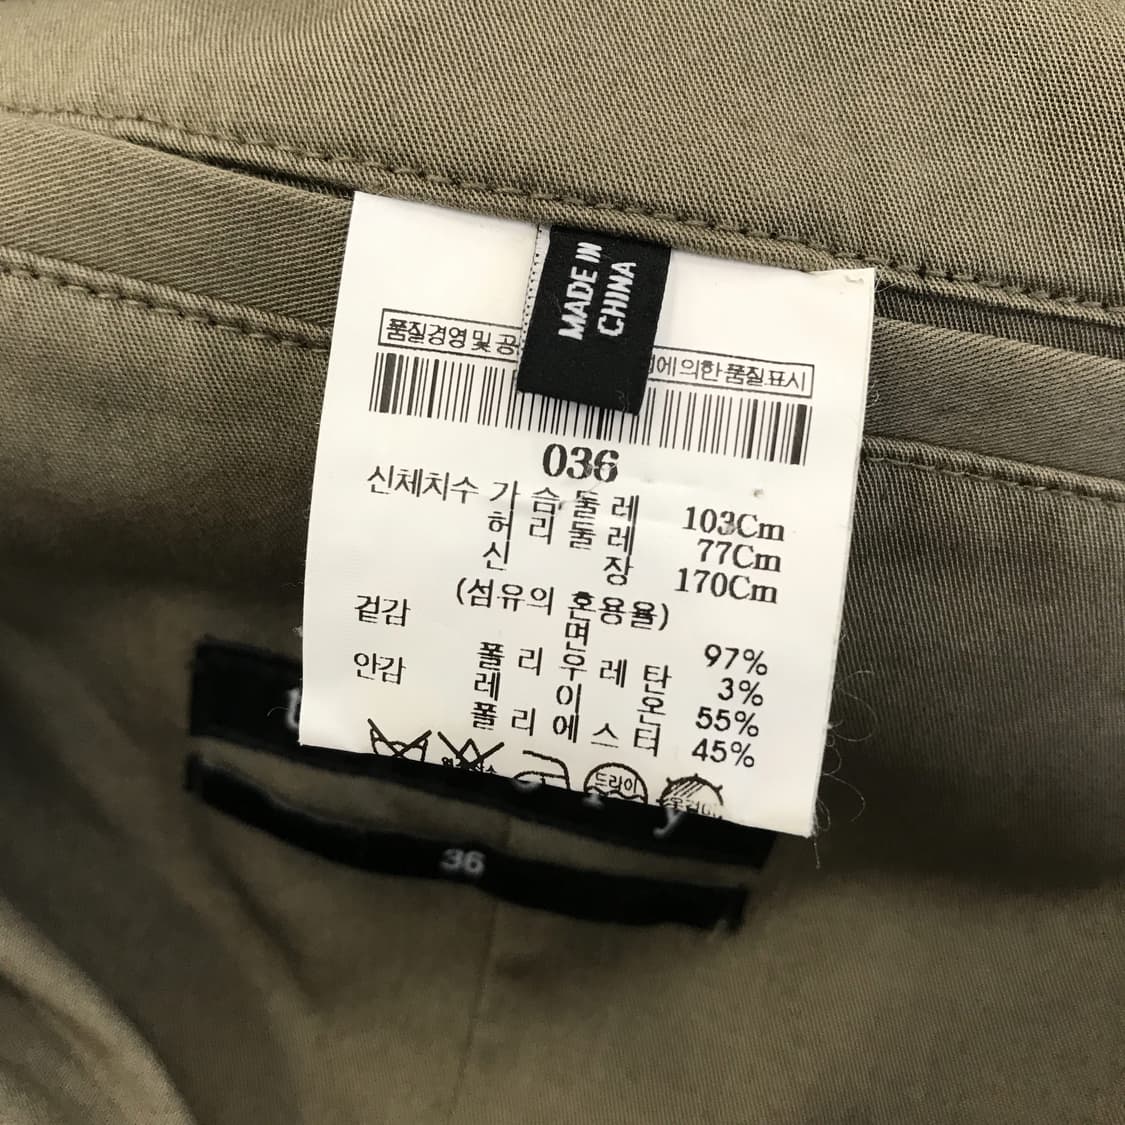 MADE IN
CHINA
품질경영 및 공 에 의한 품질표시
036
신체치수 가슴둘레 103Cm
허리둘레 77Cm
신장 170Cm
(섬유의 혼용율)
겉감 면 97%
폴리우레탄 3%
안감 레이온 55%
폴리에스터 45%
드라이
옷걸이
36